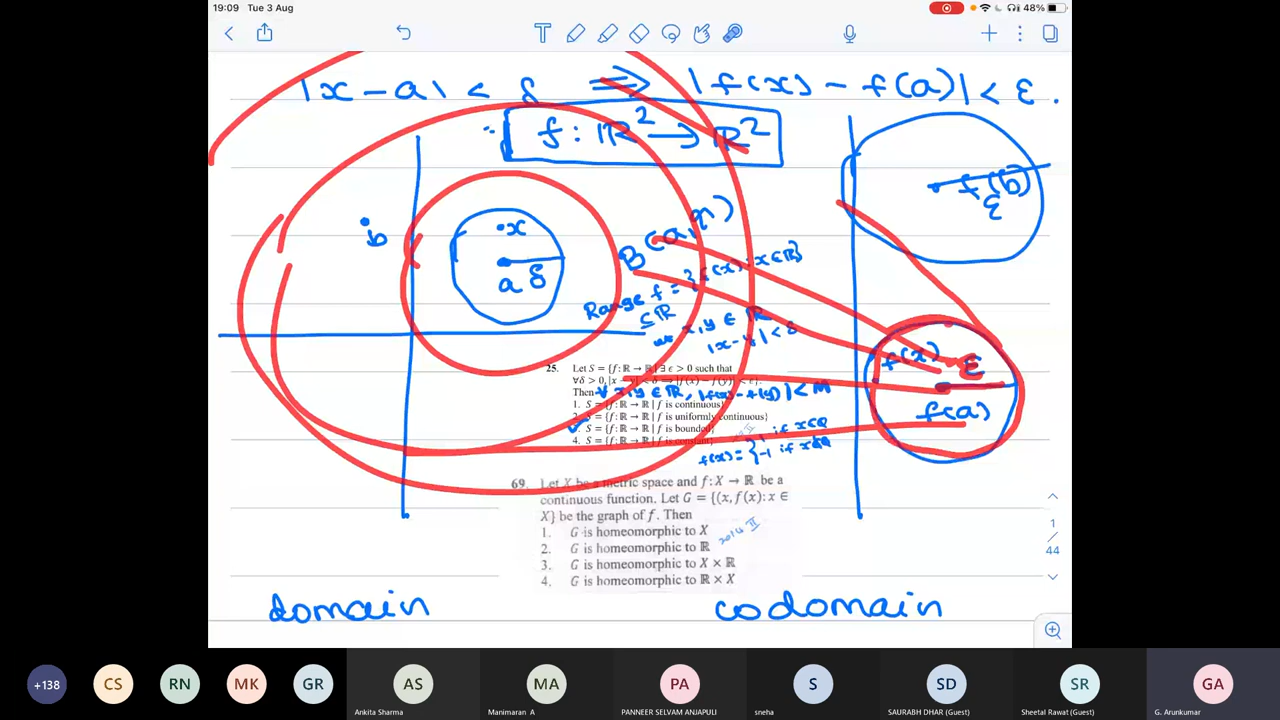 19:09 Tue 3 Aug
48%
|x-a| < δ ⟹ |f(x) - f(a)| < ε.
f: ℝ² → ℝ²
f(b)
ε
x
b
a δ
B(a, r)
Range f = {f(x) : x ∈ ℝ}
⊆ ℝ
x, y ∈ ℝ
|x-y| < δ
f(x) ε
f(a)
25. Let S = {f: ℝ → ℝ | ∃ ϵ > 0 such that
∀δ > 0, |x − y| < δ ⟹ |f(x) − f(y)| < ϵ}.
Then
∀ x, y ∈ ℝ, |f(x) - f(y)| < M
1. S = {f: ℝ → ℝ | f is continuous}
2. S = {f: ℝ → ℝ | f is uniformly continuous}
3. S = {f: ℝ → ℝ | f is bounded}
4. S = {f: ℝ → ℝ | f is constant}
f(x) = { 1 if x∈Q
-1 if x∉Q
69. Let X be a metric space and f: X → ℝ be a
continuous function. Let G = {(x, f(x): x ∈
X} be the graph of f. Then
1. G is homeomorphic to X
2. G is homeomorphic to ℝ
3. G is homeomorphic to X × ℝ
4. G is homeomorphic to ℝ × X
1
/
44
domain codomain
+138 CS RN MK GR AS MA PA S SD SR GA
Ankita Sharma Manimaran A PANNEER SELVAM ANJAPULI sneha SAURABH DHAR (Guest) Sheetal Rawat (Guest) G. Arunkumar